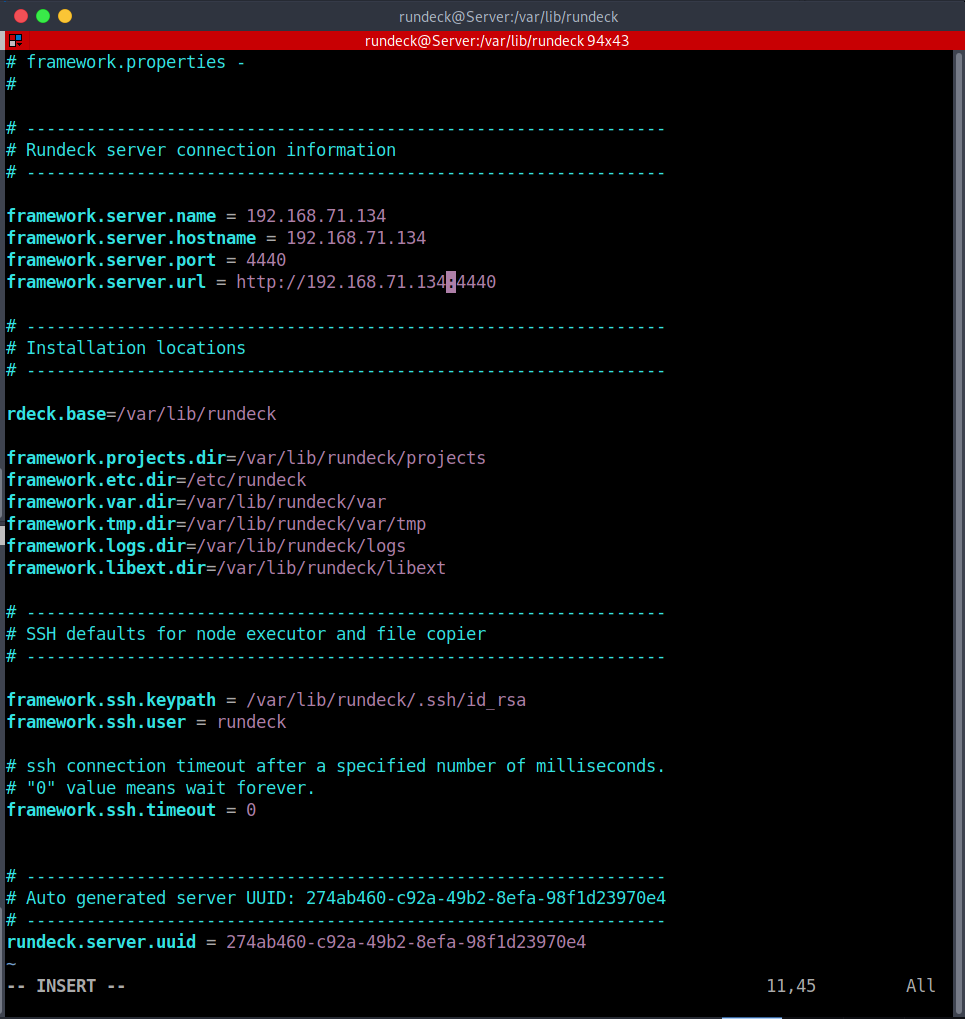 rundeck@Server:/var/lib/rundeck
rundeck@Server:/var/lib/rundeck 94x43
# framework.properties -
#
# ----------------------------------------------------------------
# Rundeck server connection information
# ----------------------------------------------------------------
framework.server.name = 192.168.71.134
framework.server.hostname = 192.168.71.134
framework.server.port = 4440
framework.server.url = http://192.168.71.134:4440
# ----------------------------------------------------------------
# Installation locations
# ----------------------------------------------------------------
rdeck.base=/var/lib/rundeck
framework.projects.dir=/var/lib/rundeck/projects
framework.etc.dir=/etc/rundeck
framework.var.dir=/var/lib/rundeck/var
framework.tmp.dir=/var/lib/rundeck/var/tmp
framework.logs.dir=/var/lib/rundeck/logs
framework.libext.dir=/var/lib/rundeck/libext
# ----------------------------------------------------------------
# SSH defaults for node executor and file copier
# ----------------------------------------------------------------
framework.ssh.keypath = /var/lib/rundeck/.ssh/id_rsa
framework.ssh.user = rundeck
# ssh connection timeout after a specified number of milliseconds.
# "0" value means wait forever.
framework.ssh.timeout = 0
# ----------------------------------------------------------------
# Auto generated server UUID: 274ab460-c92a-49b2-8efa-98f1d23970e4
# ----------------------------------------------------------------
rundeck.server.uuid = 274ab460-c92a-49b2-8efa-98f1d23970e4
~
-- INSERT -- 11,45 All